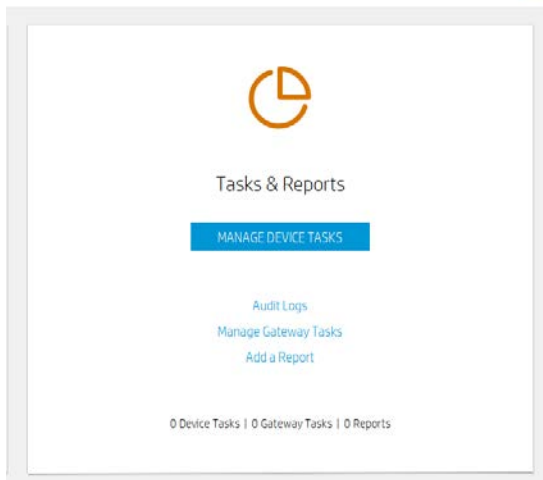 Tasks & Reports
MANAGE DEVICE TASKS
Audit Logs
Manage Gateway Tasks
Add a Report
0 Device Tasks | 0 Gateway Tasks | 0 Reports